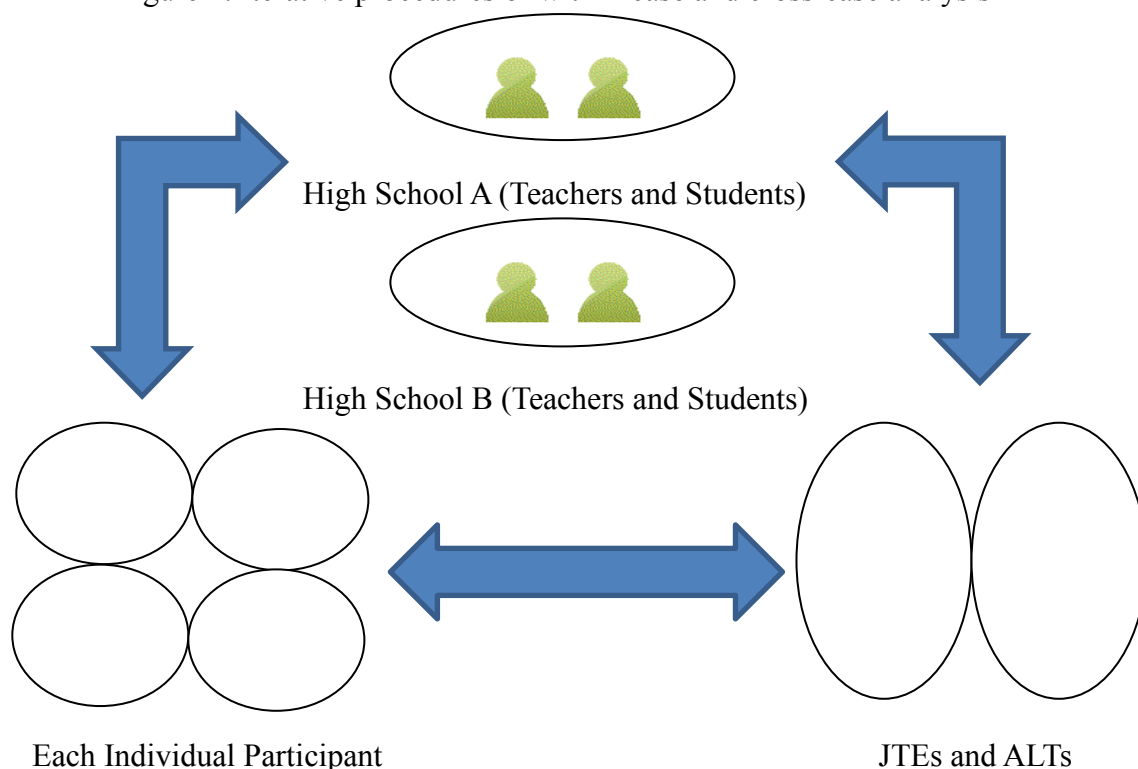 High School A (Teachers and Students)
High School B (Teachers and Students)
Each Individual Participant
JTEs and ALTs